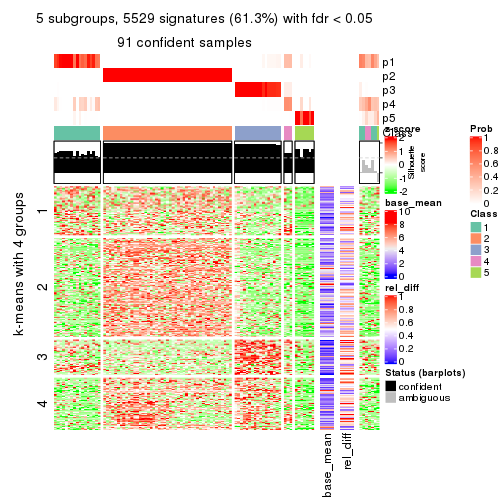 5 subgroups, 5529 signatures (61.3%) with fdr < 0.05
91 confident samples
p1
p2
p3
p4
p5
Class
Silhouette
score
k-means with 4 groups
1
2
3
4
base_mean
rel_diff
z-score
2
1
0
-1
-2
base_mean
10
8
6
4
2
0
rel_diff
1
0.8
0.6
0.4
0.2
0
Status (barplots)
confident
ambiguous
Prob
1
0.8
0.6
0.4
0.2
0
Class
1
2
3
4
5